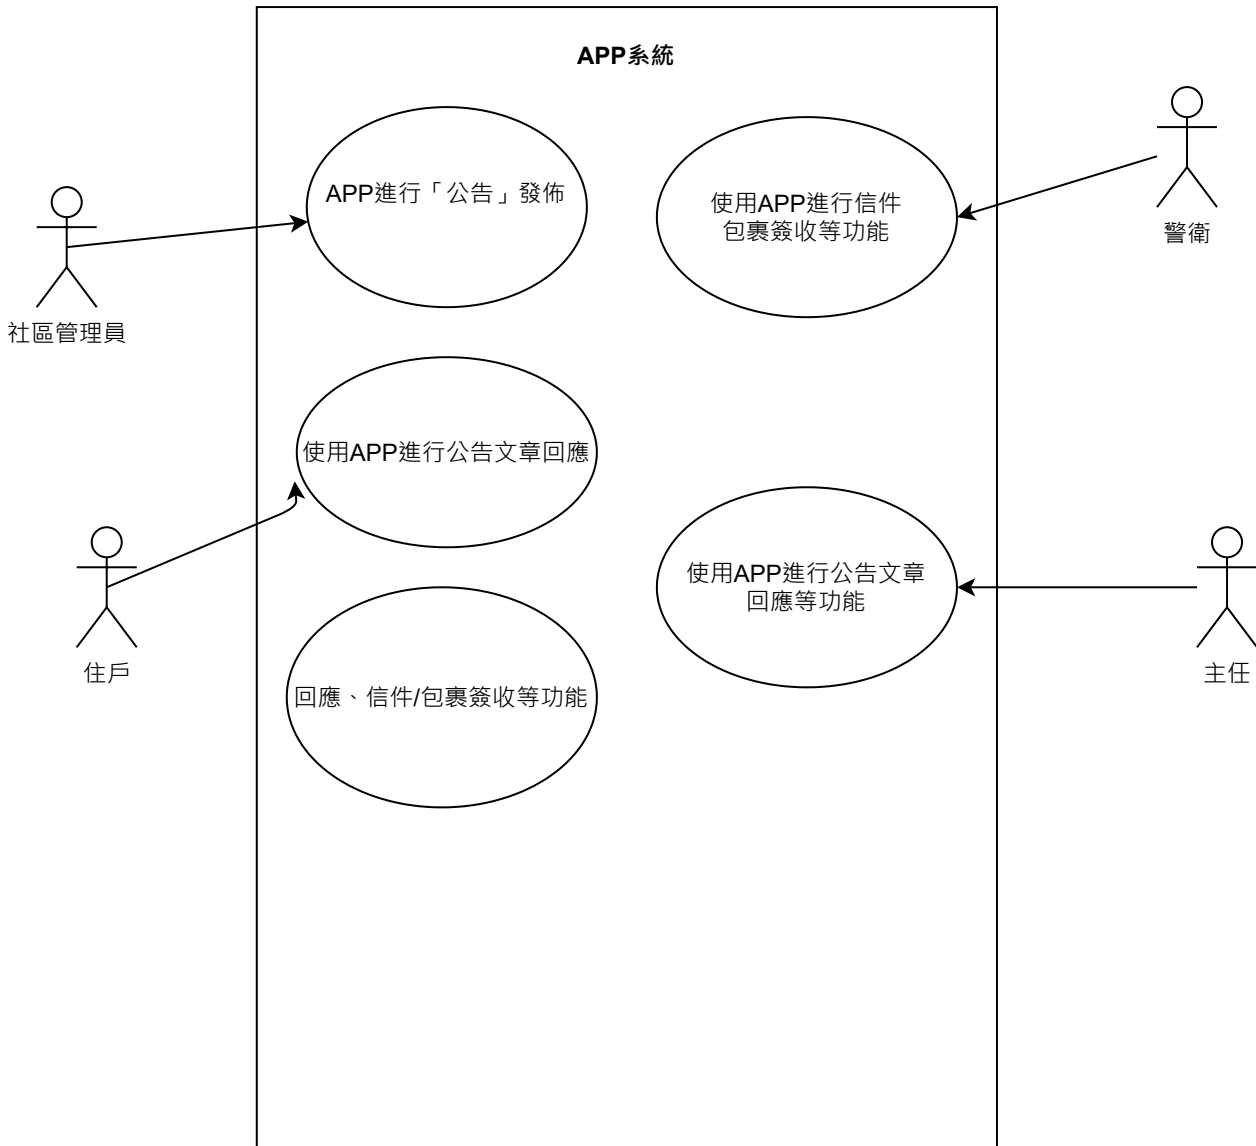 APP系統
APP進行「公告」發佈
使用APP進行信件
包裹簽收等功能
警衛
社區管理員
使用APP進行公告文章回應
使用APP進行公告文章
回應等功能
住戶
主任
回應、信件/包裹簽收等功能